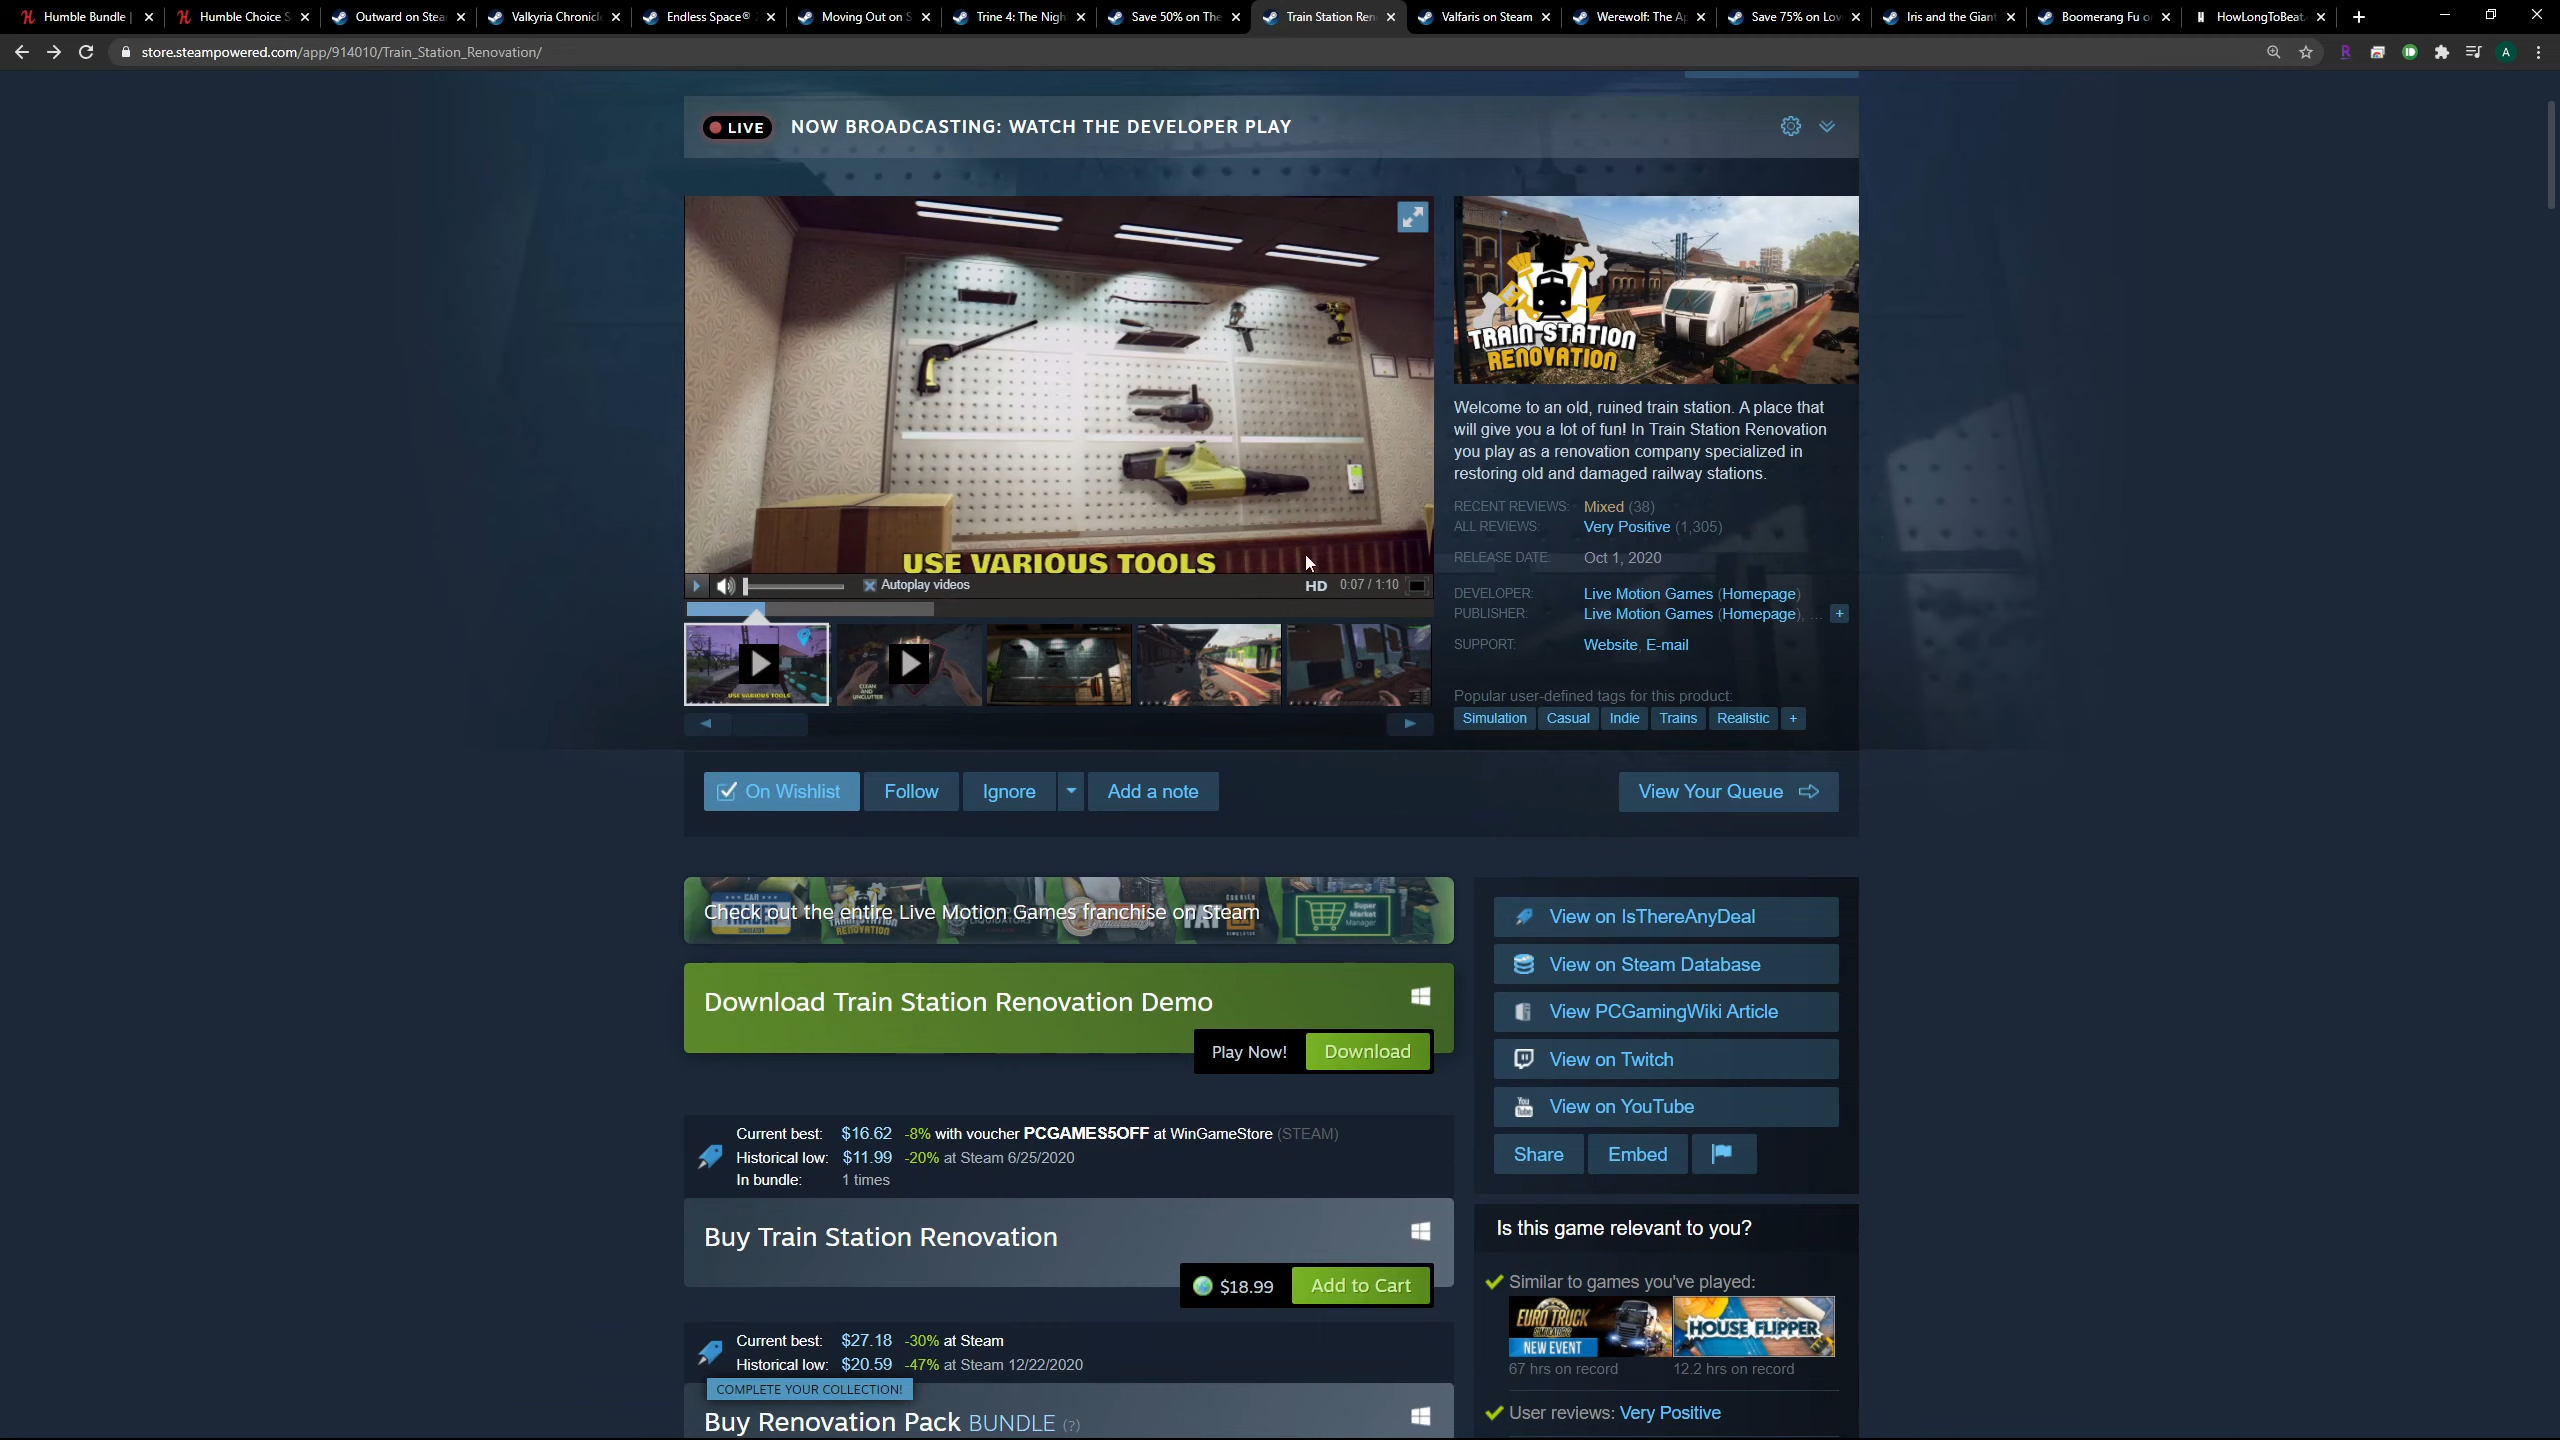 Humble Bundle |
Humble Choice S
Outward on Stea
Valkyria Chronicl
Endless Space®
Moving Out on S
Trine 4: The Nigh
Save 50% on The
Train Station Ren
Valfaris on Steam
Werewolf: The Ap
Save 75% on Lov
Iris and the Giant
Boomerang Fu o
HowLongToBeat.
store.steampowered.com/app/914010/Train_Station_Renovation/
A
LIVE
NOW BROADCASTING: WATCH THE DEVELOPER PLAY
USE VARIOUS TOOLS
Autoplay videos
HD
0:07 / 1:10
USE VARIOUS TOOLS
CLEAN
AND
UNCLUTTER
TRAIN STATION
RENOVATION
Welcome to an old, ruined train station. A place that
will give you a lot of fun! In Train Station Renovation
you play as a renovation company specialized in
restoring old and damaged railway stations.
RECENT REVIEWS: Mixed (38)
ALL REVIEWS: Very Positive (1,305)
RELEASE DATE: Oct 1, 2020
DEVELOPER: Live Motion Games (Homepage)
PUBLISHER: Live Motion Games (Homepage), ... +
SUPPORT: Website, E-mail
Popular user-defined tags for this product:
Simulation Casual Indie Trains Realistic +
On Wishlist
Follow
Ignore
Add a note
View Your Queue
Check out the entire Live Motion Games franchise on Steam
Super
Market
Manager
Download Train Station Renovation Demo
Play Now!
Download
Current best: $16.62 -8% with voucher PCGAMES5OFF at WinGameStore (STEAM)
Historical low: $11.99 -20% at Steam 6/25/2020
In bundle: 1 times
Buy Train Station Renovation
$18.99
Add to Cart
Current best: $27.18 -30% at Steam
Historical low: $20.59 -47% at Steam 12/22/2020
COMPLETE YOUR COLLECTION!
Buy Renovation Pack BUNDLE (?)
View on IsThereAnyDeal
View on Steam Database
View PCGamingWiki Article
View on Twitch
You
Tube
View on YouTube
Share
Embed
Is this game relevant to you?
Similar to games you've played:
EURO TRUCK
SIMULATOR 2
NEW EVENT
HOUSE FLIPPER
67 hrs on record
12.2 hrs on record
User reviews: Very Positive